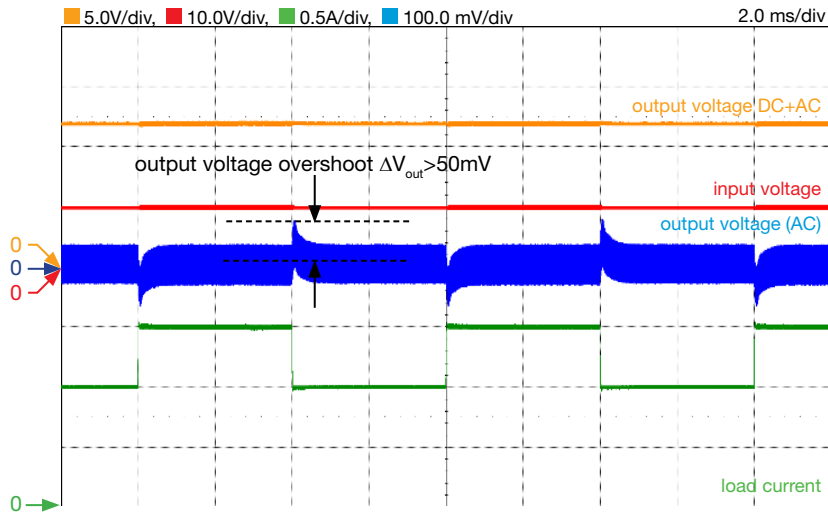 5.0V/div, 10.0V/div, 0.5A/div, 100.0 mV/div 2.0 ms/div
output voltage DC+AC
output voltage overshoot ΔVout>50mV
input voltage
output voltage (AC)
0
0
0
load current
0